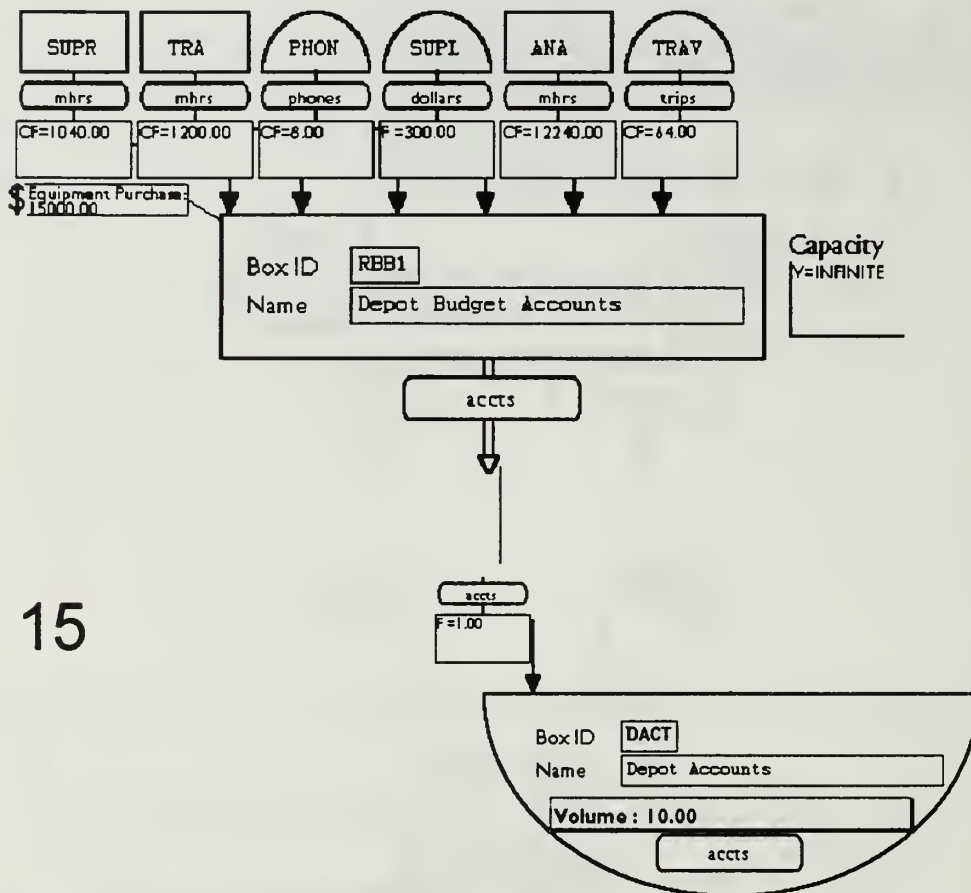 SUPR TRA PHON SUPL ANA TRAV
mhrs mhrs phones dollars mhrs trips
CF=1040.00 CF=1200.00 CF=8.00 F=300.00 CF=12240.00 CF=64.00
$ Equipment Purchase:
15000.00
Box ID RBB1
Name Depot Budget Accounts
Capacity
Y=INFINITE
accts
accts
F=1.00
15
Box ID DACT
Name Depot Accounts
Volume : 10.00
accts